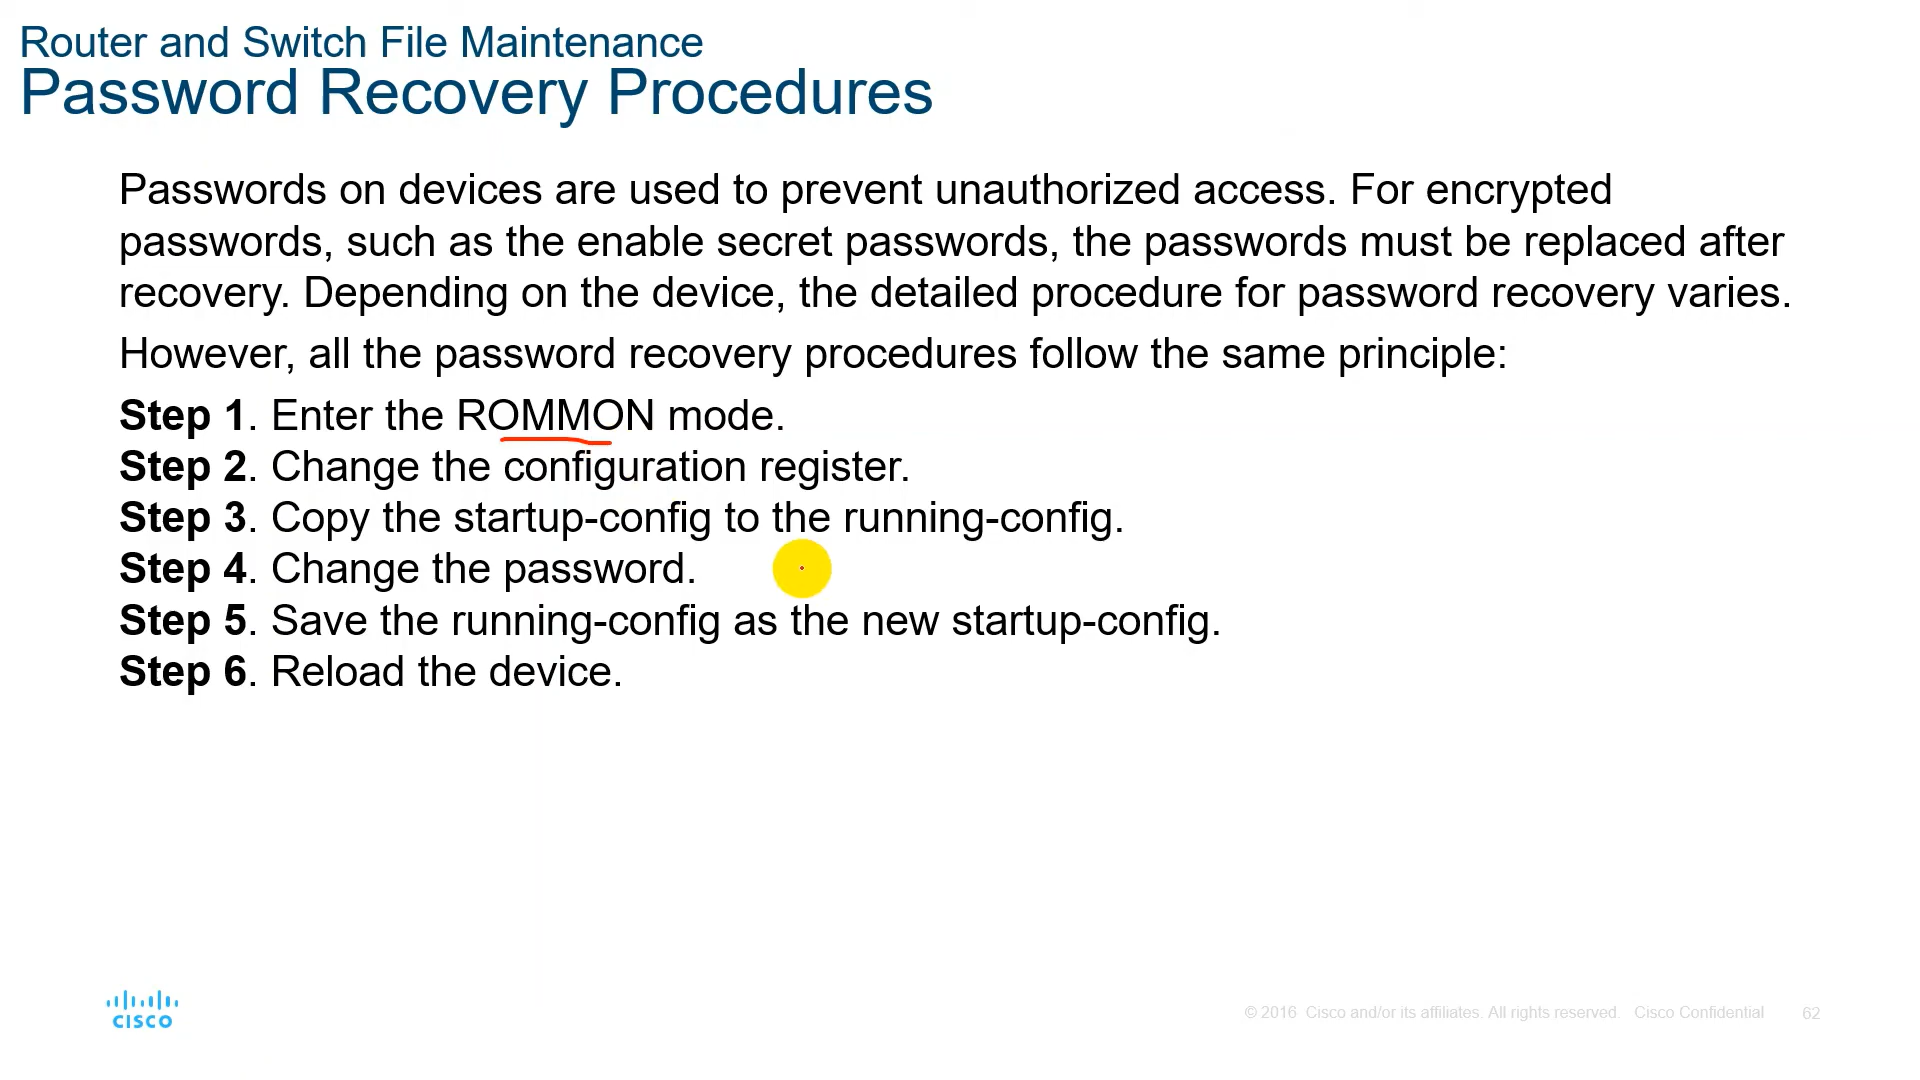 Router and Switch File Maintenance
Password Recovery Procedures
Passwords on devices are used to prevent unauthorized access. For encrypted
passwords, such as the enable secret passwords, the passwords must be replaced after
recovery. Depending on the device, the detailed procedure for password recovery varies.
However, all the password recovery procedures follow the same principle:
Step 1. Enter the ROMMON mode.
Step 2. Change the configuration register.
Step 3. Copy the startup-config to the running-config.
Step 4. Change the password.
Step 5. Save the running-config as the new startup-config.
Step 6. Reload the device.
CISCO
© 2016 Cisco and/or its affiliates. All rights reserved. Cisco Confidential 62